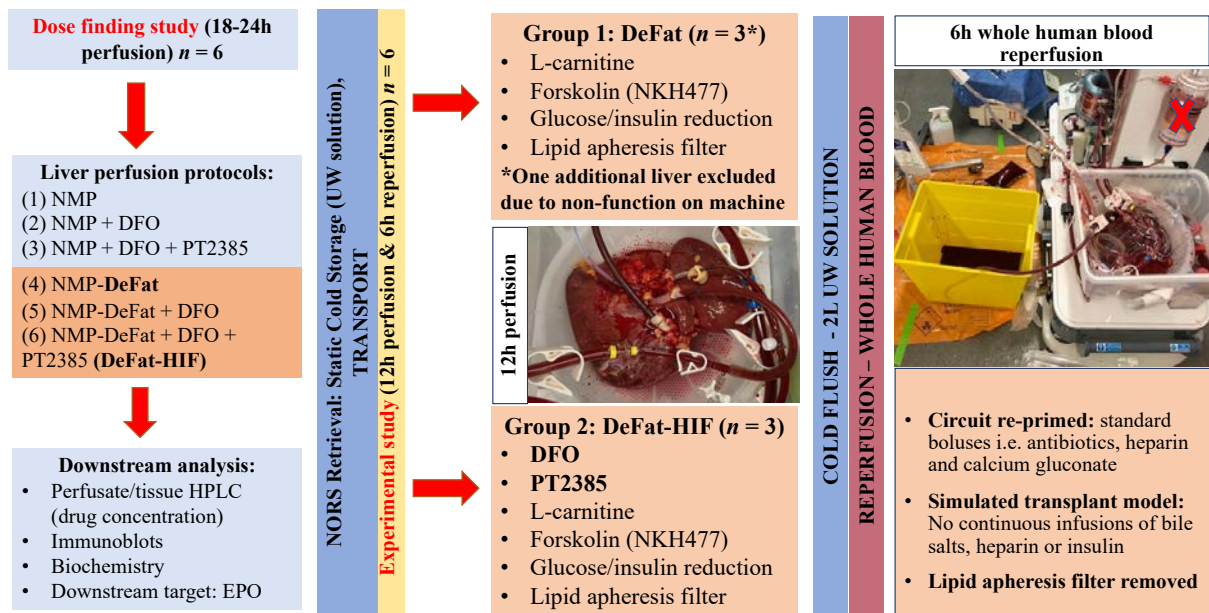 Dose finding study (18-24h
perfusion) n = 6
Liver perfusion protocols:
(1) NMP
(2) NMP + DFO
(3) NMP + DFO + PT2385
(4) NMP-DeFat
(5) NMP-DeFat + DFO
(6) NMP-DeFat + DFO +
PT2385 (DeFat-HIF)
Downstream analysis:
• Perfusate/tissue HPLC
(drug concentration)
• Immunoblots
• Biochemistry
• Downstream target: EPO
NORS Retrieval: Static Cold Storage (UW solution),
TRANSPORT
Experimental study (12h perfusion & 6h reperfusion) n = 6
Group 1: DeFat (n = 3*)
• L-carnitine
• Forskolin (NKH477)
• Glucose/insulin reduction
• Lipid apheresis filter
*One additional liver excluded
due to non-function on machine
12h perfusion
Group 2: DeFat-HIF (n = 3)
• DFO
• PT2385
• L-carnitine
• Forskolin (NKH477)
• Glucose/insulin reduction
• Lipid apheresis filter
COLD FLUSH - 2L UW SOLUTION
REPERFUSION – WHOLE HUMAN BLOOD
6h whole human blood
reperfusion
X
• Circuit re-primed: standard
boluses i.e. antibiotics, heparin
and calcium gluconate
• Simulated transplant model:
No continuous infusions of bile
salts, heparin or insulin
• Lipid apheresis filter removed